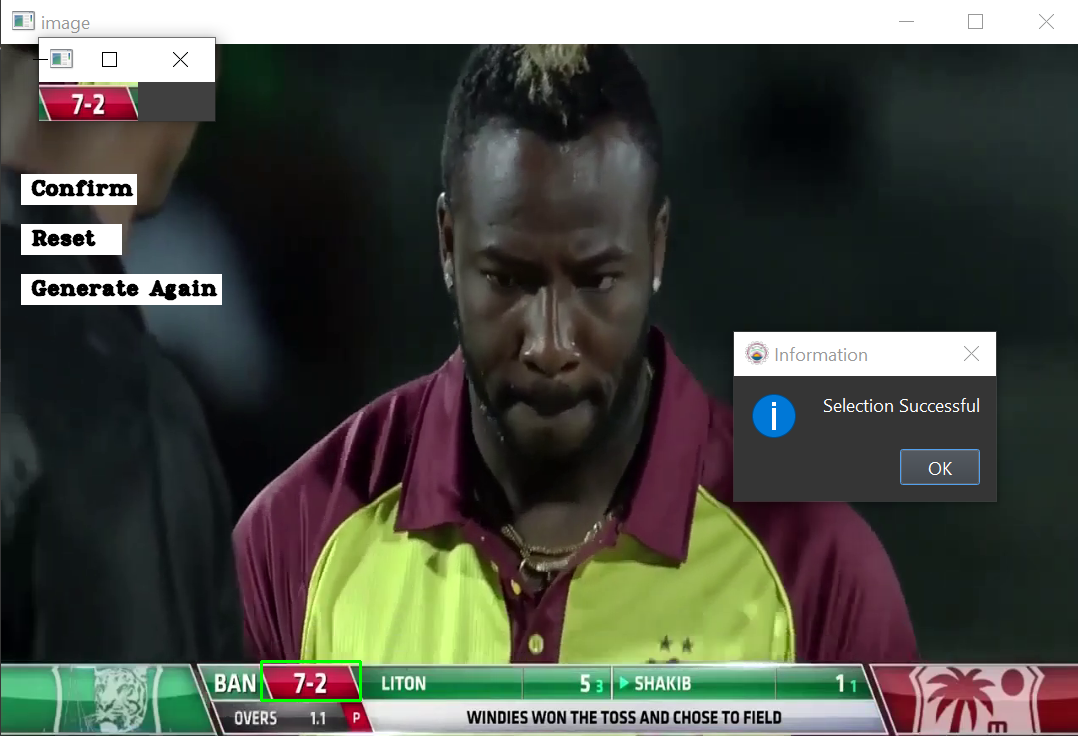 image
7-2
Confirm
Reset
Generate Again
Information
Selection Successful
OK
BAN 7-2 LITON 5 3 SHAKIB 1 1
OVERS 1.1 P WINDIES WON THE TOSS AND CHOSE TO FIELD